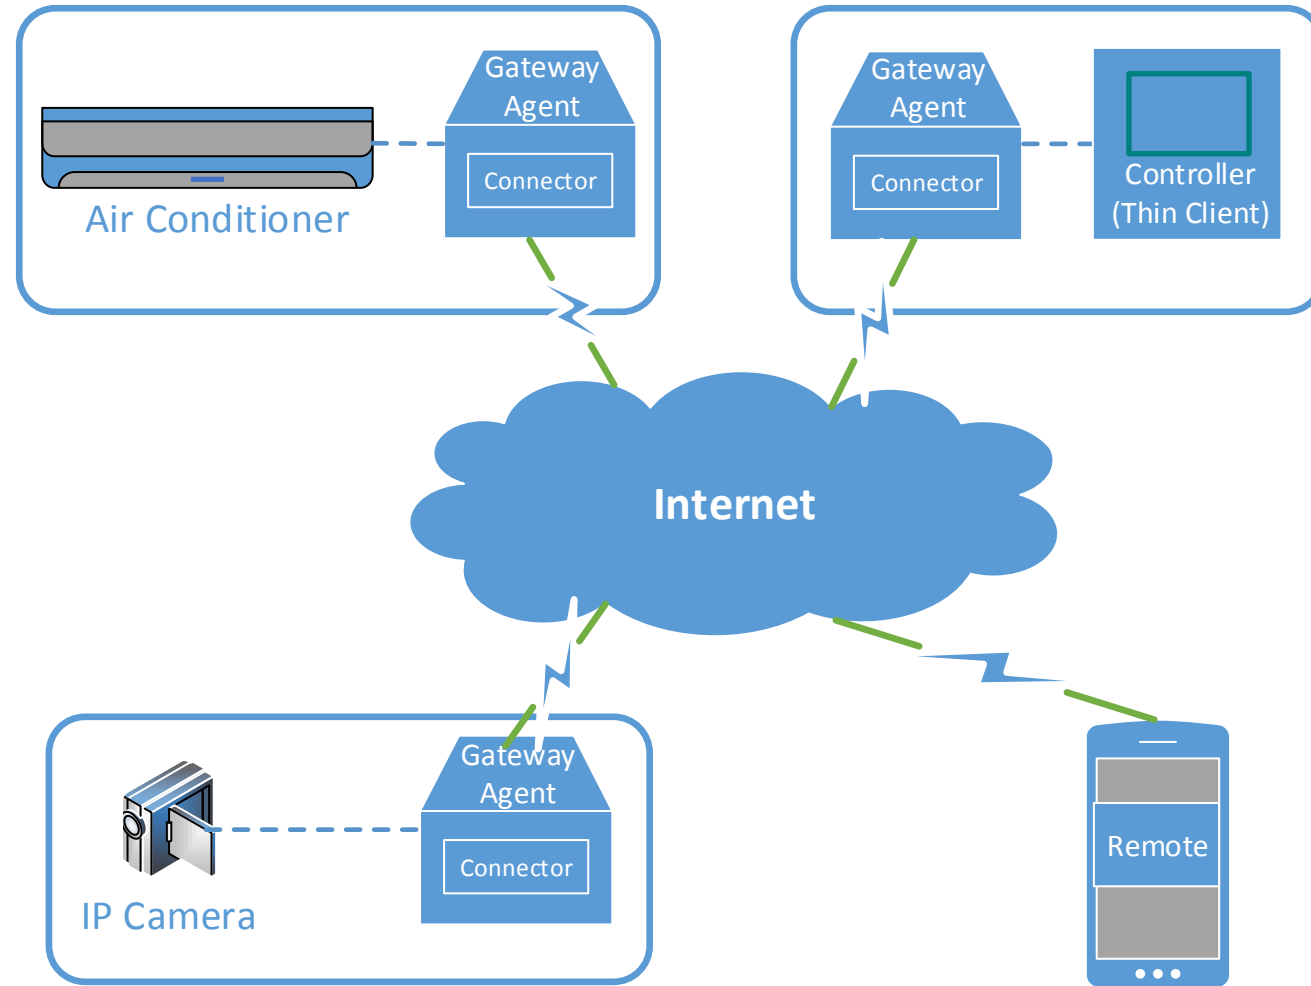 Gateway
Agent
Connector
Air Conditioner
Gateway
Agent
Connector
Controller
(Thin Client)
Internet
Gateway
Agent
Connector
IP Camera
Remote